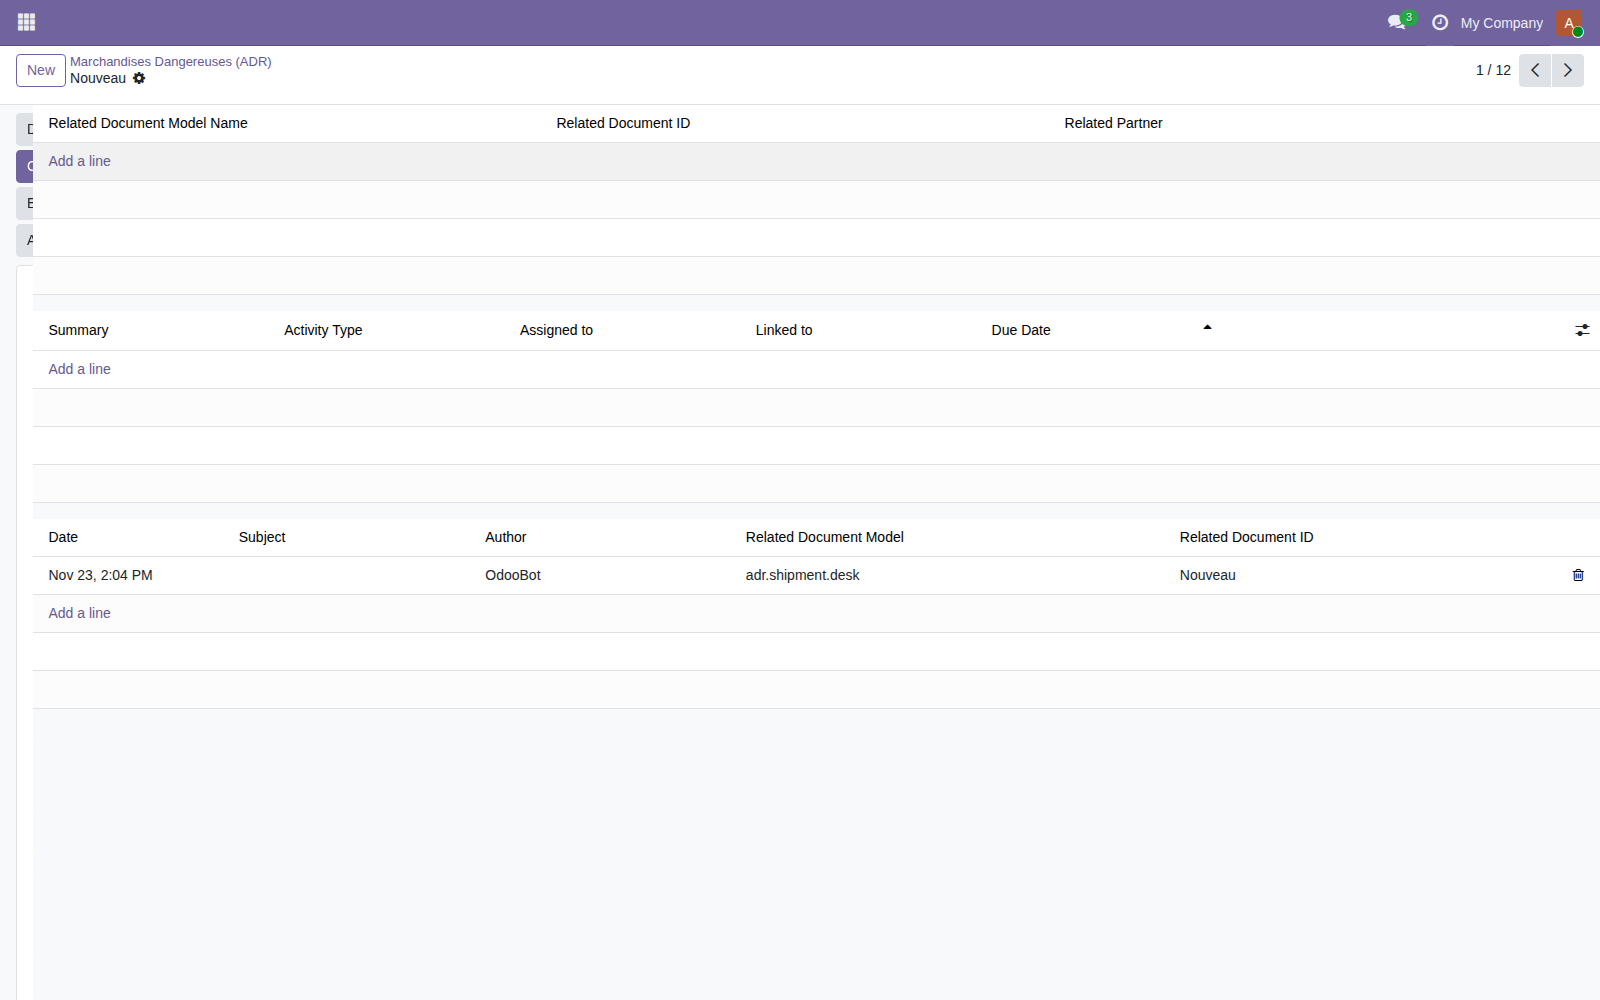 3
My Company
A
New
Marchandises Dangereuses (ADR)
Nouveau
1 / 12
Related Document Model Name Related Document ID Related Partner
Add a line
Summary Activity Type Assigned to Linked to Due Date
Add a line
Date Subject Author Related Document Model Related Document ID
Nov 23, 2:04 PM OdooBot adr.shipment.desk Nouveau
Add a line